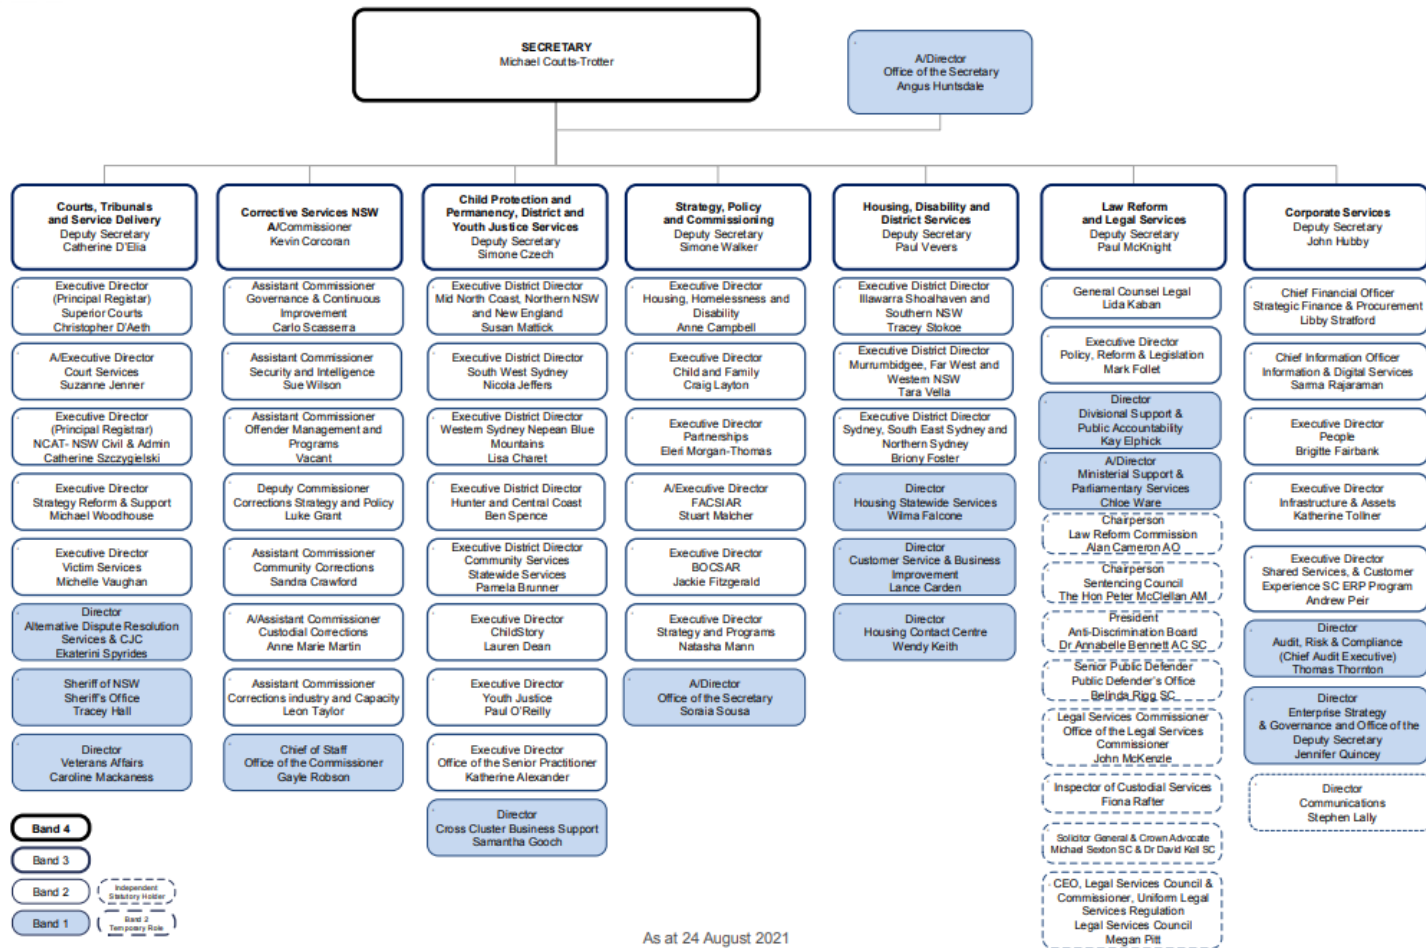 SECRETARY
Michael Coutts-Trotter
A/Director
Office of the Secretary
Angus Huntsdale
Courts, Tribunals
and Service Delivery
Deputy Secretary
Catherine D'Elia
Executive Director
(Principal Registar)
Superior Courts
Christopher D'Aeth
A/Executive Director
Court Services
Suzanne Jenner
Executive Director
(Principal Registrar)
NCAT- NSW Civil & Admin
Catherine Szczygielski
Executive Director
Strategy Reform & Support
Michael Woodhouse
Executive Director
Victim Services
Michelle Vaughan
Director
Alternative Dispute Resolution
Services & CJC
Ekaterini Spyrides
Sheriff of NSW
Sheriff's Office
Tracey Hall
Director
Veterans Affairs
Caroline Mackaness
Corrective Services NSW
A/Commissioner
Kevin Corcoran
Assistant Commissioner
Governance & Continuous
Improvement
Carlo Scasserra
Assistant Commissioner
Security and Intelligence
Sue Wilson
Assistant Commissioner
Offender Management and
Programs
Vacant
Deputy Commissioner
Corrections Strategy and Policy
Luke Grant
Assistant Commissioner
Community Corrections
Sandra Crawford
A/Assistant Commissioner
Custodial Corrections
Anne Marie Martin
Assistant Commissioner
Corrections industry and Capacity
Leon Taylor
Chief of Staff
Office of the Commissioner
Gayle Robson
Child Protection and
Permanency, District and
Youth Justice Services
Deputy Secretary
Simone Czech
Executive District Director
Mid North Coast, Northern NSW
and New England
Susan Mattick
Executive District Director
South West Sydney
Nicola Jeffers
Executive District Director
Western Sydney Nepean Blue
Mountains
Lisa Charet
Executive District Director
Hunter and Central Coast
Ben Spence
Executive District Director
Community Services
Statewide Services
Pamela Brunner
Executive Director
ChildStory
Lauren Dean
Executive Director
Youth Justice
Paul O'Reilly
Executive Director
Office of the Senior Practitioner
Katherine Alexander
Director
Cross Cluster Business Support
Samantha Gooch
Strategy, Policy
and Commissioning
Deputy Secretary
Simone Walker
Executive Director
Housing, Homelessness and
Disability
Anne Campbell
Executive Director
Child and Family
Craig Layton
Executive Director
Partnerships
Eleri Morgan-Thomas
A/Executive Director
FACSIAR
Stuart Malcher
Executive Director
BOCSAR
Jackie Fitzgerald
Executive Director
Strategy and Programs
Natasha Mann
A/Director
Office of the Secretary
Soraia Sousa
Housing, Disability and
District Services
Deputy Secretary
Paul Vevers
Executive District Director
Illawarra Shoalhaven and
Southern NSW
Tracey Stokoe
Executive District Director
Murrumbidgee, Far West and
Western NSW
Tara Vella
Executive District Director
Sydney, South East Sydney and
Northern Sydney
Briony Foster
Director
Housing Statewide Services
Wilma Falcone
Director
Customer Service & Business
Improvement
Lance Carden
Director
Housing Contact Centre
Wendy Keith
Law Reform
and Legal Services
Deputy Secretary
Paul McKnight
General Counsel Legal
Lida Kaban
Executive Director
Policy, Reform & Legislation
Mark Follet
Director
Divisional Support &
Public Accountability
Kay Elphick
A/Director
Ministerial Support &
Parliamentary Services
Chloe Ware
Chairperson
Law Reform Commission
Alan Cameron AO
Chairperson
Sentencing Council
The Hon Peter McClellan AM
President
Anti-Discrimination Board
Dr Annabelle Bennett AC SC
Senior Public Defender
Public Defender's Office
Belinda Rigg SC
Legal Services Commissioner
Office of the Legal Services
Commissioner
John McKenzle
Inspector of Custodial Services
Fiona Rafter
Solicitor General & Crown Advocate
Michael Sexton SC & Dr David Kell SC
CEO, Legal Services Council &
Commissioner, Uniform Legal
Services Regulation
Legal Services Council
Megan Pitt
Corporate Services
Deputy Secretary
John Hubby
Chief Financial Officer
Strategic Finance & Procurement
Libby Stratford
Chief Information Officer
Information & Digital Services
Sarma Rajaraman
Executive Director
People
Brigitte Fairbank
Executive Director
Infrastructure & Assets
Katherine Tollner
Executive Director
Shared Services, & Customer
Experience SC ERP Program
Andrew Peir
Director
Audit, Risk & Compliance
(Chief Audit Executive)
Thomas Thornton
Director
Enterprise Strategy
& Governance and Office of the
Deputy Secretary
Jennifer Quincey
Director
Communications
Stephen Lally
Band 4
Band 3
Band 2
Independent
Statutory Holder
Band 1
Band 2
Temporary Role
As at 24 August 2021